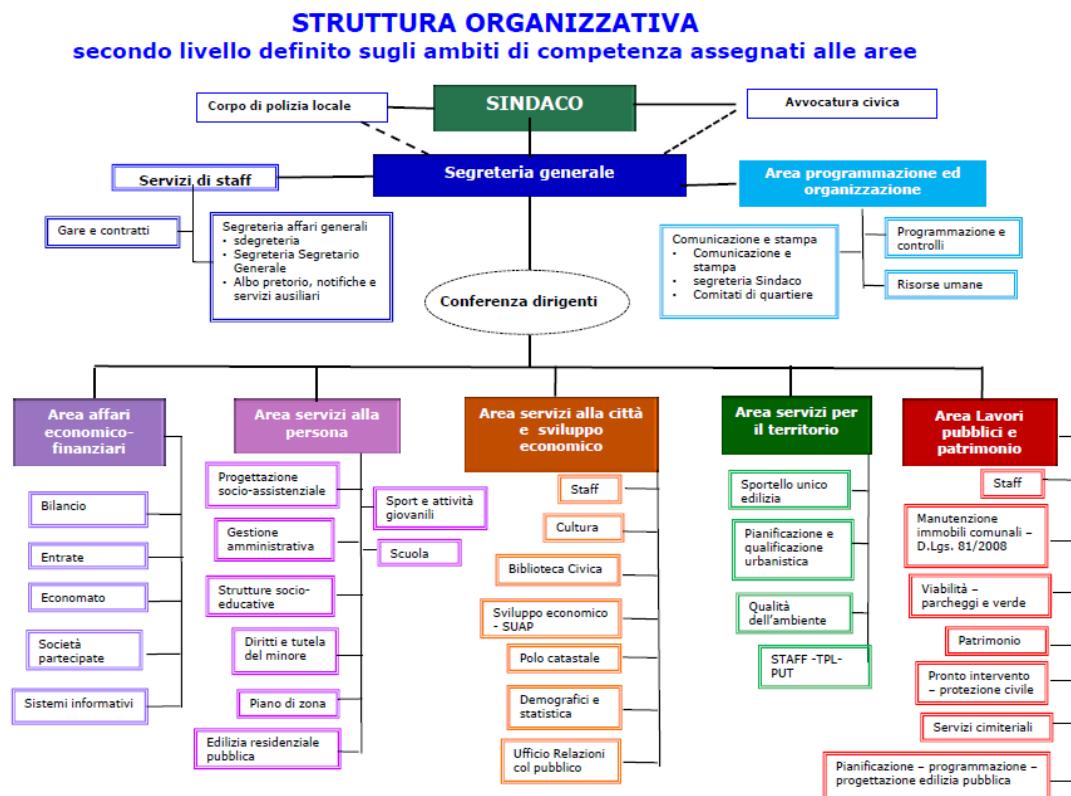 STRUTTURA ORGANIZZATIVA
secondo livello definito sugli ambiti di competenza assegnati alle aree
Corpo di polizia locale
SINDACO
Avvocatura civica
Servizi di staff
Segreteria generale
Area programmazione ed
organizzazione
Gare e contratti
Segreteria affari generali
• sdegreteria
• Segreteria Segretario
Generale
• Albo pretorio, notifiche e
servizi ausiliari
Comunicazione e stampa
• Comunicazione e
stampa
• segreteria Sindaco
• Comitati di quartiere
Programmazione e
controlli
Risorse umane
Conferenza dirigenti
Area affari
economico-
finanziari
Bilancio
Entrate
Economato
Società
partecipate
Sistemi informativi
Area servizi alla
persona
Progettazione
socio-assistenziale
Sport e attività
giovanili
Gestione
amministrativa
Scuola
Strutture socio-
educative
Diritti e tutela
del minore
Piano di zona
Edilizia residenziale
pubblica
Area servizi alla città
e sviluppo
economico
Staff
Cultura
Biblioteca Civica
Sviluppo economico
- SUAP
Polo catastale
Demografici e
statistica
Ufficio Relazioni
col pubblico
Area servizi per
il territorio
Sportello unico
edilizia
Pianificazione e
qualificazione
urbanistica
Qualità
dell'ambiente
STAFF -TPL-
PUT
Area Lavori
pubblici e
patrimonio
Staff
Manutenzione
immobili comunali –
D.Lgs. 81/2008
Viabilità –
parcheggi e verde
Patrimonio
Pronto intervento
– protezione civile
Servizi cimiteriali
Pianificazione – programmazione –
progettazione edilizia pubblica